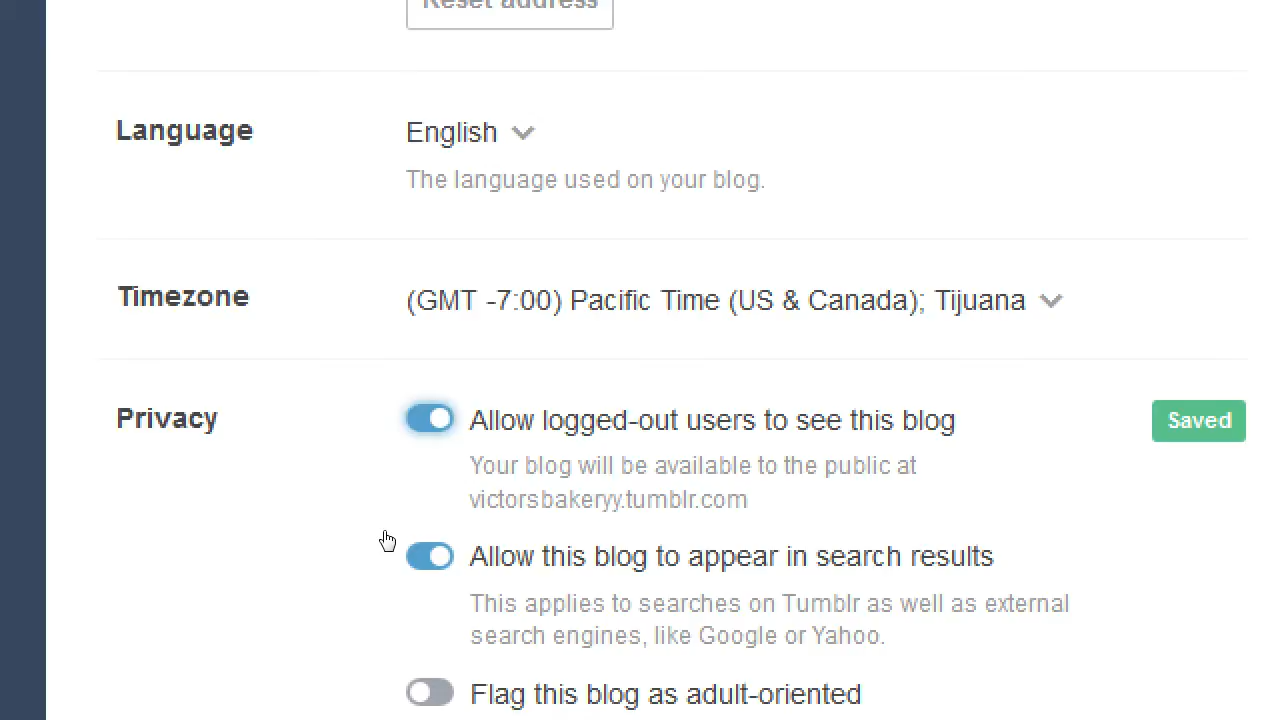 Reset address
Language
English
The language used on your blog.
Timezone
(GMT -7:00) Pacific Time (US & Canada); Tijuana
Privacy
Allow logged-out users to see this blog
Saved
Your blog will be available to the public at
victorsbakeryy.tumblr.com
Allow this blog to appear in search results
This applies to searches on Tumblr as well as external
search engines, like Google or Yahoo.
Flag this blog as adult-oriented